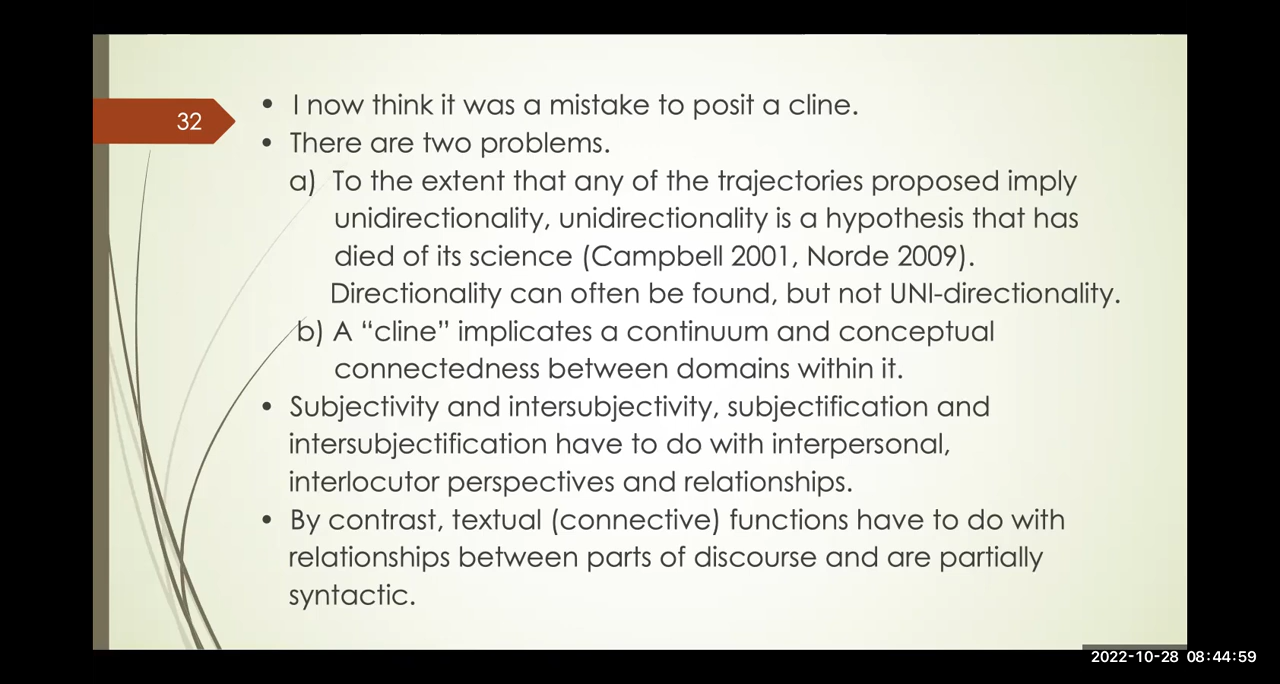 32
• I now think it was a mistake to posit a cline.
• There are two problems.
a) To the extent that any of the trajectories proposed imply
unidirectionality, unidirectionality is a hypothesis that has
died of its science (Campbell 2001, Norde 2009).
Directionality can often be found, but not UNI-directionality.
b) A “cline” implicates a continuum and conceptual
connectedness between domains within it.
• Subjectivity and intersubjectivity, subjectification and
intersubjectification have to do with interpersonal,
interlocutor perspectives and relationships.
• By contrast, textual (connective) functions have to do with
relationships between parts of discourse and are partially
syntactic.
2022-10-28 08:44:59